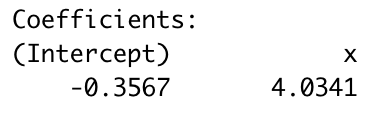 Coefficients:
(Intercept) x
-0.3567 4.0341